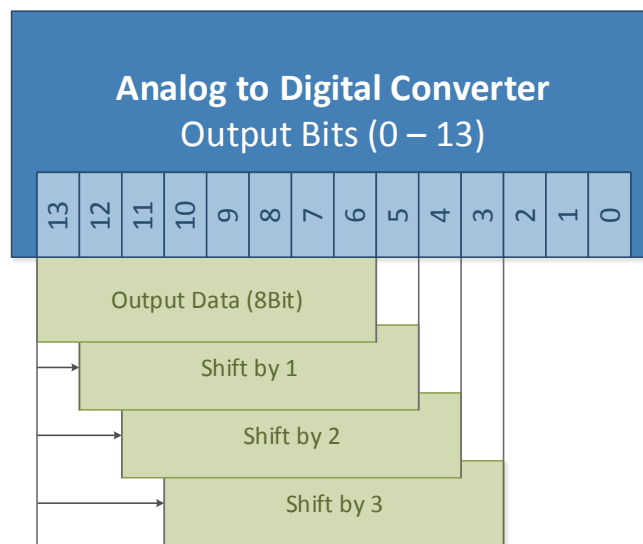 Analog to Digital Converter
Output Bits (0 – 13)
13 12 11 10 9 8 7 6 5 4 3 2 1 0
Output Data (8Bit)
Shift by 1
Shift by 2
Shift by 3